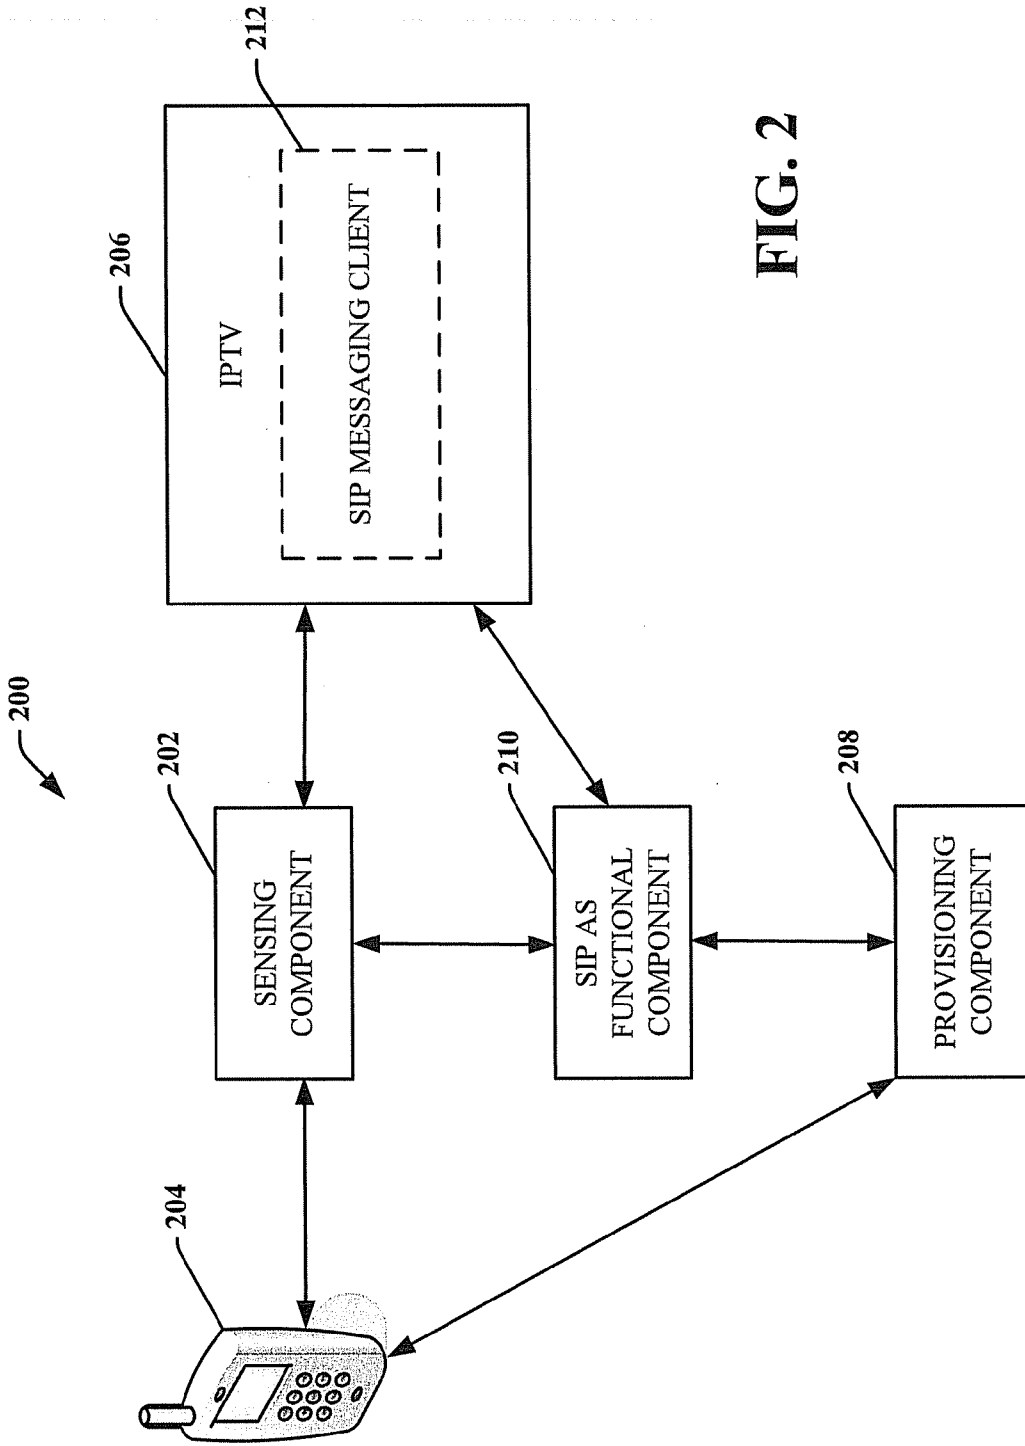 200
204
202
SENSING
COMPONENT
206
IPTV
212
SIP MESSAGING CLIENT
210
SIP AS
FUNCTIONAL
COMPONENT
208
PROVISIONING
COMPONENT
FIG. 2